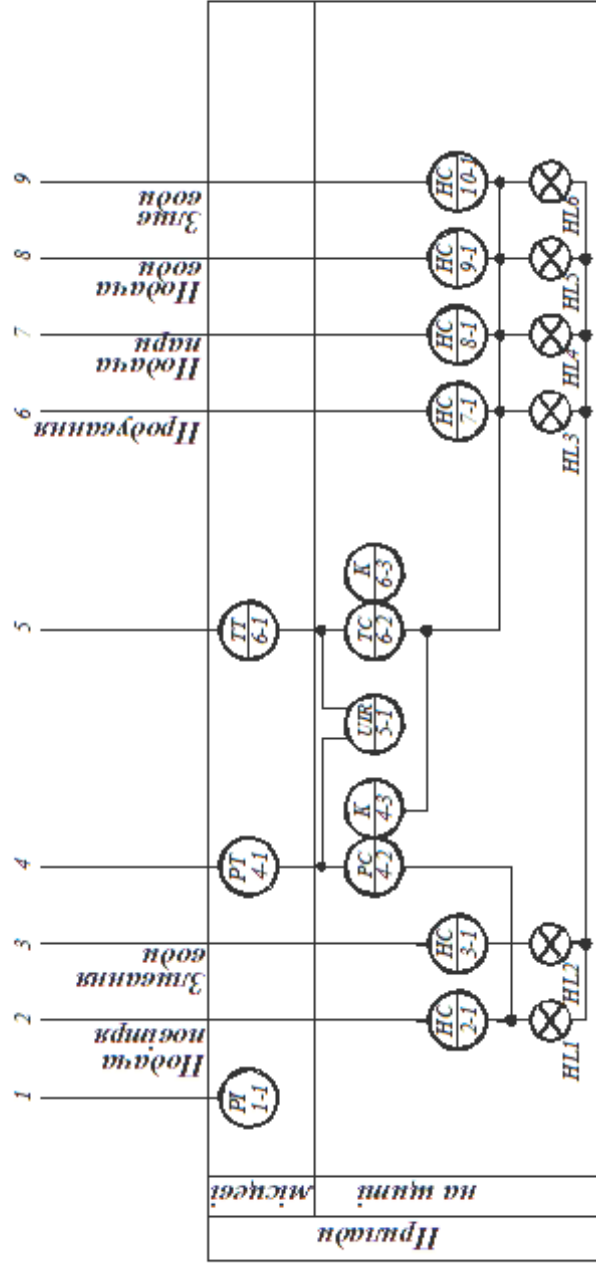 1
2
3
4
5
6
7
8
9
Подача
повітря
Зливання
води
Продування
Подача
пари
Подача
води
Злив
води
Прилади
місцеві
PI
1-1
PT
4-1
TT
6-1
на щиті
PC
4-2
K
4-3
UIR
5-1
TC
6-2
K
6-3
HC
2-1
HC
3-1
HC
7-1
HC
8-1
HC
9-1
HC
10-1
HL1
HL2
HL3
HL4
HL5
HL6